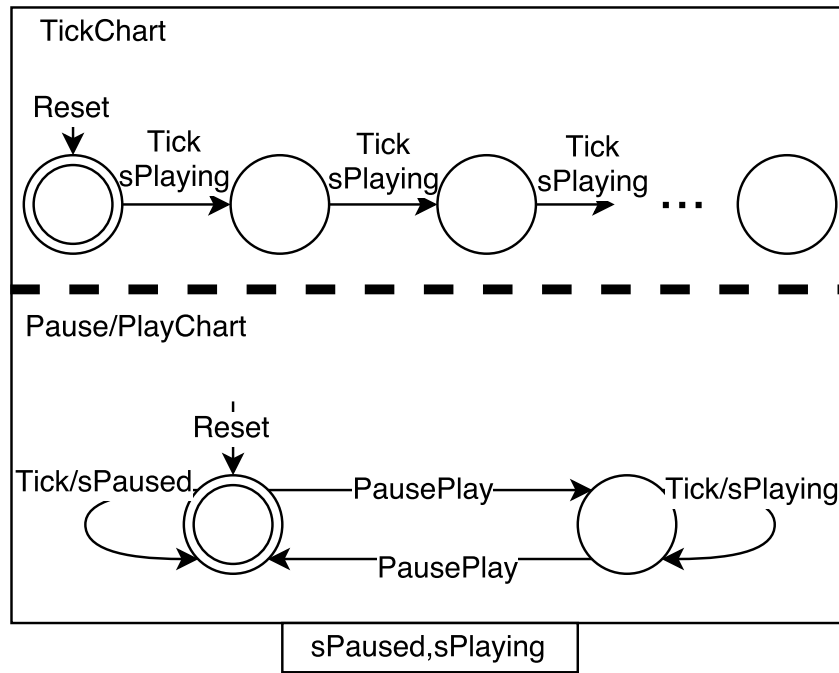 TickChart
Reset
Tick
sPlaying
Tick
sPlaying
Tick
sPlaying
...
Pause/PlayChart
Reset
Tick/sPaused
PausePlay
Tick/sPlaying
PausePlay
sPaused,sPlaying